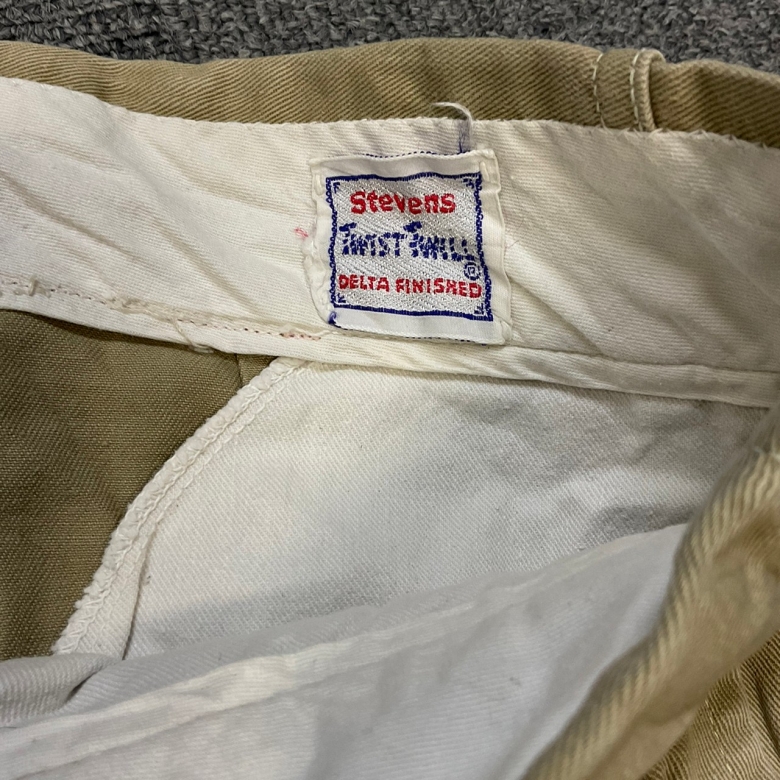 Stevens
TWIST TWILL
®
DELTA FINISHED